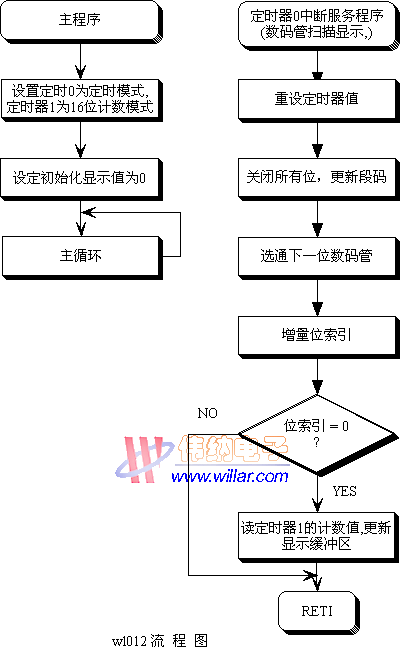 主程序
设置定时0为定时模式,
定时器1为16位计数模式
设定初始化显示值为0
主循环
定时器0中断服务程序
(数码管扫描显示,)
重设定时器值
关闭所有位，更新段码
选通下一位数码管
增量位索引
位索引 = 0
?
NO
YES
伟纳电子
www.willar.com
读定时器1的计数值,更新
显示缓冲区
RETI
wl012 流 程 图